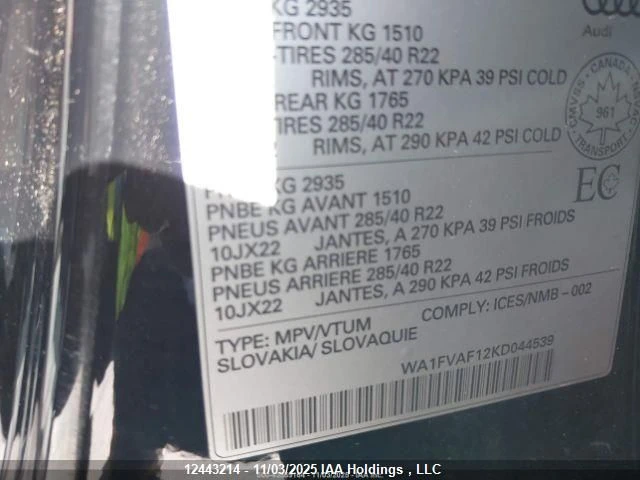 KG 2935
FRONT KG 1510
TIRES 285/40 R22
RIMS, AT 270 KPA 39 PSI COLD
REAR KG 1765
TIRES 285/40 R22
RIMS, AT 290 KPA 42 PSI COLD
Audi
CANADA
CMVSS
NSVAC
961
TRANSPORT
EC
KG 2935
PNBE KG AVANT 1510
PNEUS AVANT 285/40 R22
10JX22 JANTES, A 270 KPA 39 PSI FROIDS
PNBE KG ARRIERE 1765
PNEUS ARRIERE 285/40 R22
10JX22 JANTES, A 290 KPA 42 PSI FROIDS
TYPE: MPV/VTUM COMPLY: ICES/NMB-002
SLOVAKIA/ SLOVAQUIE
WA1FVAF12KD044539
12443214 - 11/03/2025 IAA Holdings , LLC